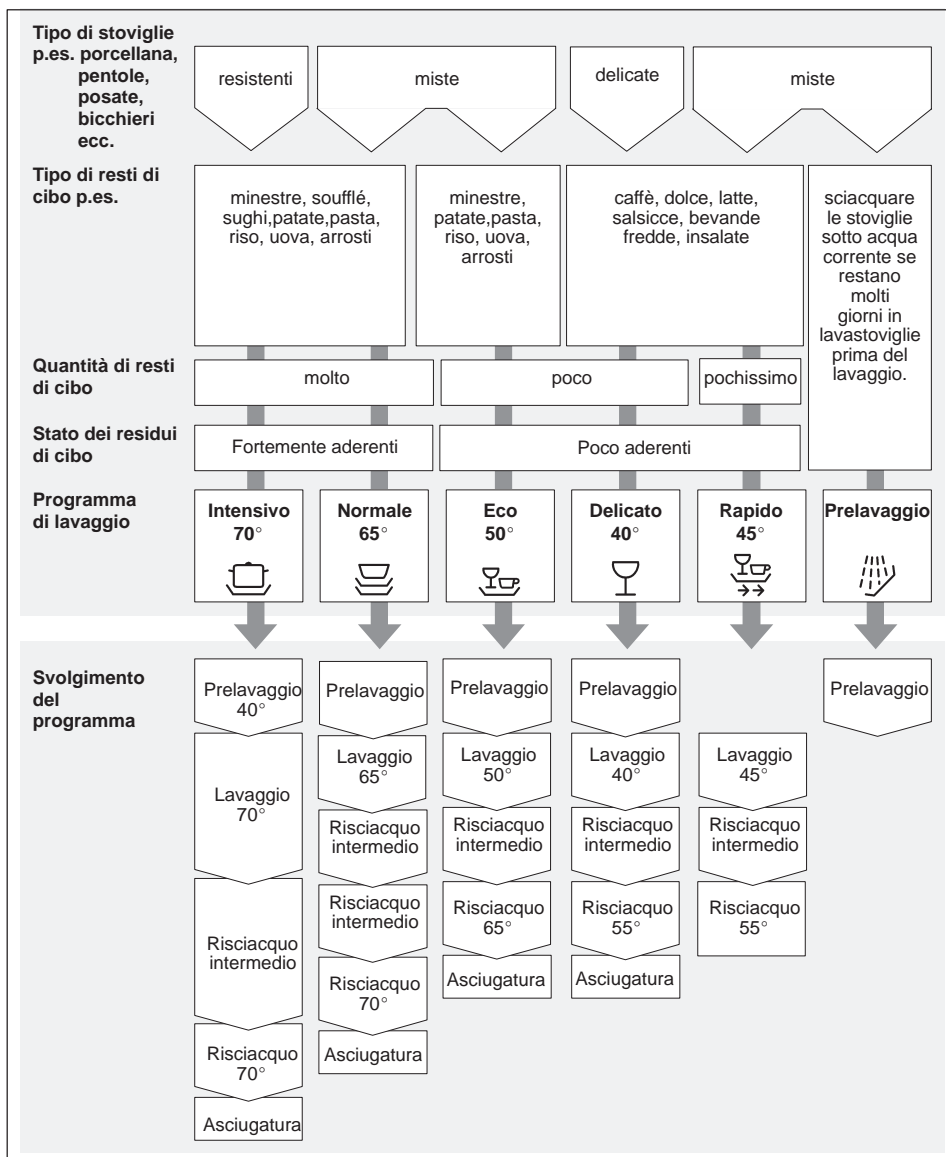 Tipo di stoviglie
p.es. porcellana,
pentole,
posate,
bicchieri
ecc.
resistenti
miste
delicate
miste
Tipo di resti di
cibo p.es.
minestre, soufflé,
sughi,patate,pasta,
riso, uova, arrosti
minestre,
patate,pasta,
riso, uova,
arrosti
caffè, dolce, latte,
salsicce, bevande
fredde, insalate
sciacquare
le stoviglie
sotto acqua
corrente se
restano
molti
giorni in
lavastoviglie
prima del
lavaggio.
Quantità di resti
di cibo
molto
poco
pochissimo
Stato dei residui
di cibo
Fortemente aderenti
Poco aderenti
Programma
di lavaggio
Intensivo
70°
Normale
65°
Eco
50°
Delicato
40°
Rapido
45°
Prelavaggio
Svolgimento
del
programma
Prelavaggio
40°
Lavaggio
70°
Risciacquo
intermedio
Risciacquo
70°
Asciugatura
Prelavaggio
Lavaggio
65°
Risciacquo
intermedio
Risciacquo
intermedio
Risciacquo
70°
Asciugatura
Prelavaggio
Lavaggio
50°
Risciacquo
intermedio
Risciacquo
65°
Asciugatura
Prelavaggio
Lavaggio
40°
Risciacquo
intermedio
Risciacquo
55°
Asciugatura
Lavaggio
45°
Risciacquo
intermedio
Risciacquo
55°
Prelavaggio